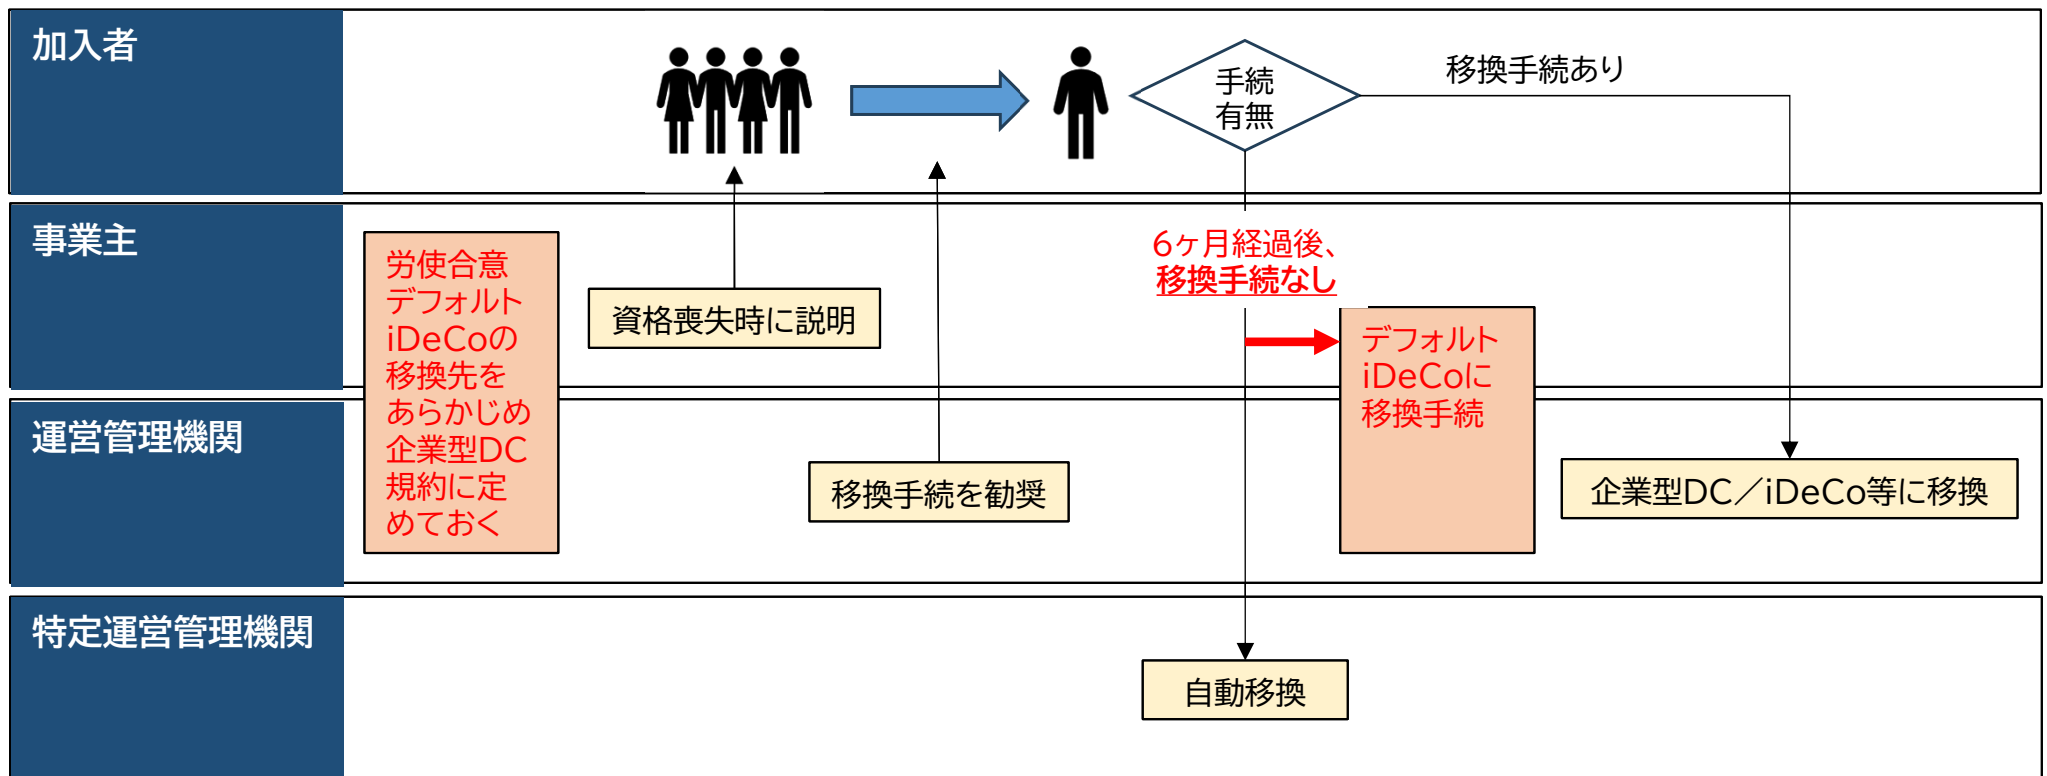 加入者
手続
有無
移換手続あり
事業主
労使合意
デフォルト
iDeCoの
移換先を
あらかじめ
企業型DC
規約に定
めておく
資格喪失時に説明
6ヶ月経過後、
移換手続なし
デフォルト
iDeCoに
移換手続
運営管理機関
移換手続を勧奨
企業型DC／iDeCo等に移換
特定運営管理機関
自動移換